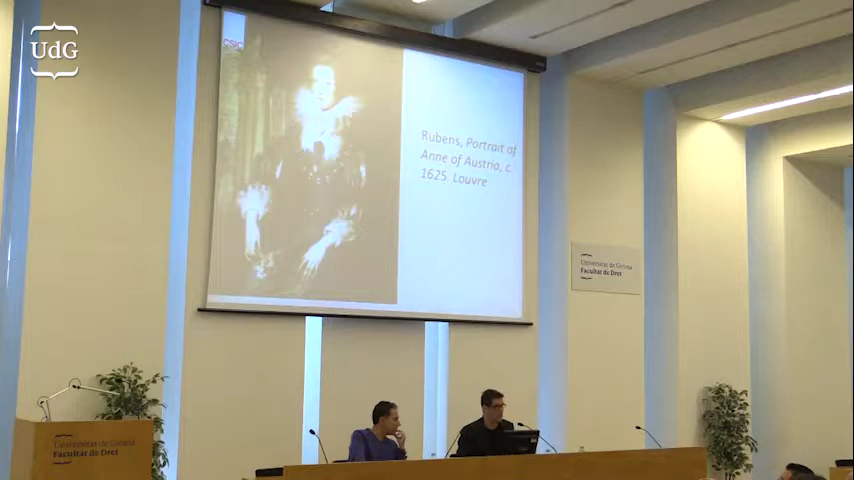 UdG
CSIC
Rubens, Portrait of
Anne of Austria, c.
1625. Louvre
Universitat de Girona
Facultat de Dret
Universitat de Girona
Facultat de Dret